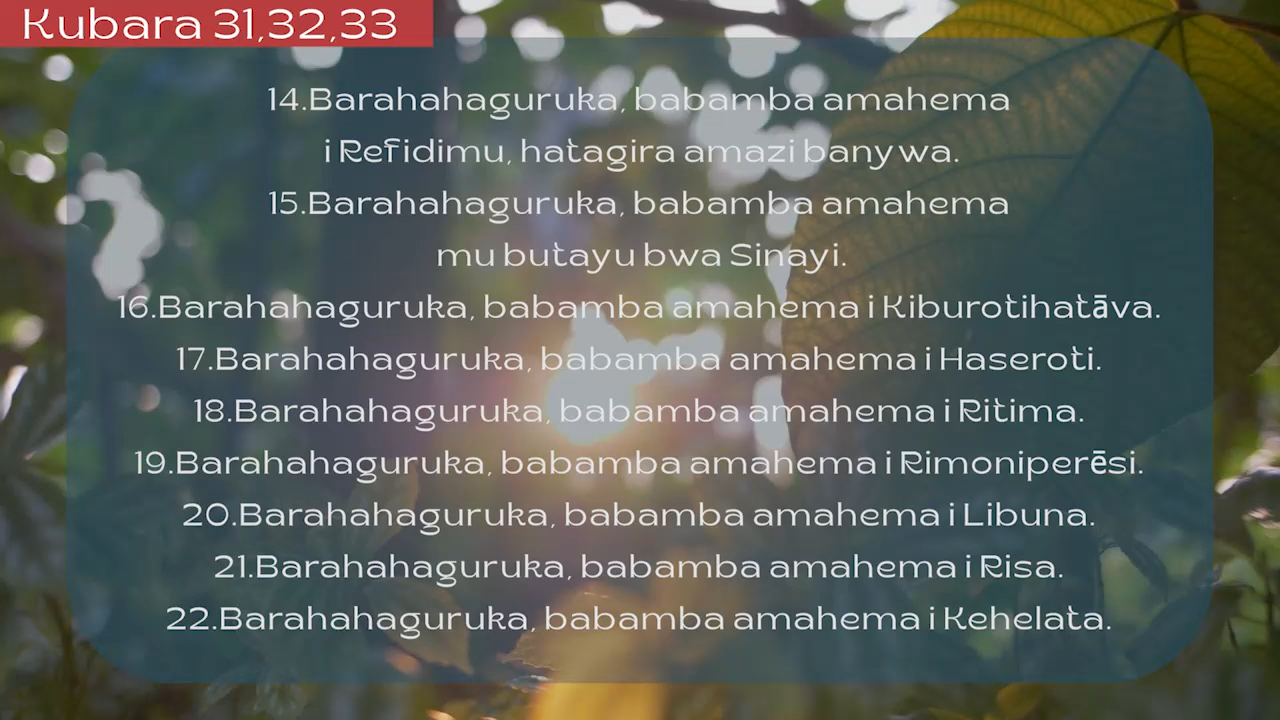 Kubara 31,32,33
14.Barahahaguruka, babamba amahema
i Refidimu, hatagira amazi banywa.
15.Barahahaguruka, babamba amahema
mu butayu bwa Sinayi.
16.Barahahaguruka, babamba amahema i Kiburotihatāva.
17.Barahahaguruka, babamba amahema i Haseroti.
18.Barahahaguruka, babamba amahema i Ritima.
19.Barahahaguruka, babamba amahema i Rimoniperēsi.
20.Barahahaguruka, babamba amahema i Libuna.
21.Barahahaguruka, babamba amahema i Risa.
22.Barahahaguruka, babamba amahema i Kehelata.